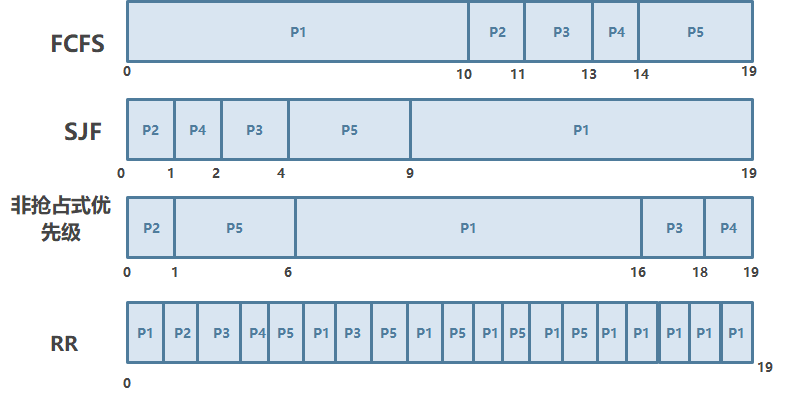 FCFS
P1 P2 P3 P4 P5
0 10 11 13 14 19
SJF
P2 P4 P3 P5 P1
0 1 2 4 9 19
非抢占式优
先级
P2 P5 P1 P3 P4
0 1 6 16 18 19
RR
P1 P2 P3 P4 P5 P1 P3 P5 P1 P5 P1 P5 P1 P5 P1 P1 P1 P1 P1
0 19